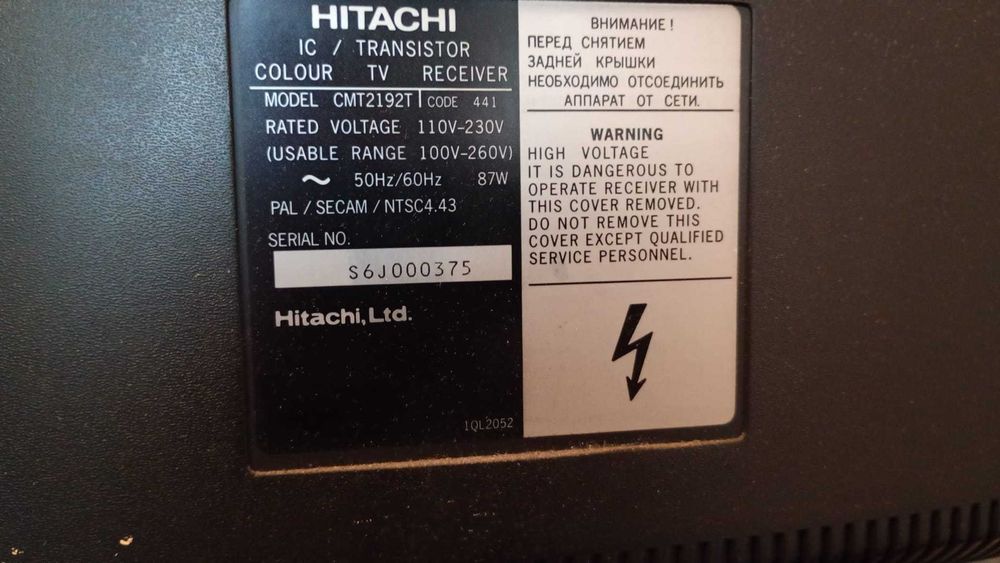 HITACHI
IC / TRANSISTOR
COLOUR TV RECEIVER
MODEL CMT2192T CODE 441
RATED VOLTAGE 110V-230V
(USABLE RANGE 100V-260V)
~ 50Hz/60Hz 87W
PAL / SECAM / NTSC4.43
SERIAL NO.
S6J000375
Hitachi, Ltd.
1QL2052
ВНИМАНИЕ !
ПЕРЕД СНЯТИЕМ
ЗАДНЕЙ КРЫШКИ
НЕОБХОДИМО ОТСОЕДИНИТЬ
АППАРАТ ОТ СЕТИ.
WARNING
HIGH VOLTAGE
IT IS DANGEROUS TO
OPERATE RECEIVER WITH
THIS COVER REMOVED.
DO NOT REMOVE THIS
COVER EXCEPT QUALIFIED
SERVICE PERSONNEL.